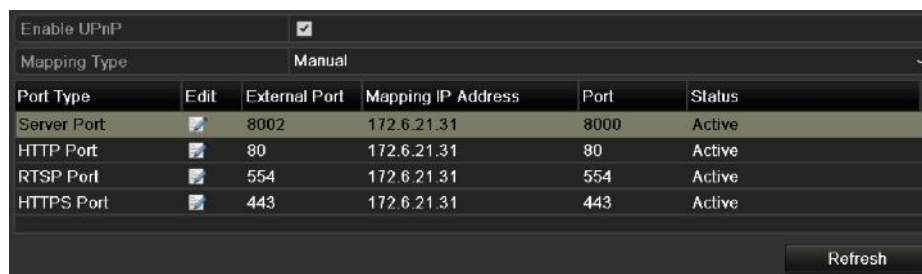 Enable UPnP
Mapping Type Manual
Port Type Edit External Port Mapping IP Address Port Status
Server Port 8002 172.6.21.31 8000 Active
HTTP Port 80 172.6.21.31 80 Active
RTSP Port 554 172.6.21.31 554 Active
HTTPS Port 443 172.6.21.31 443 Active
Refresh